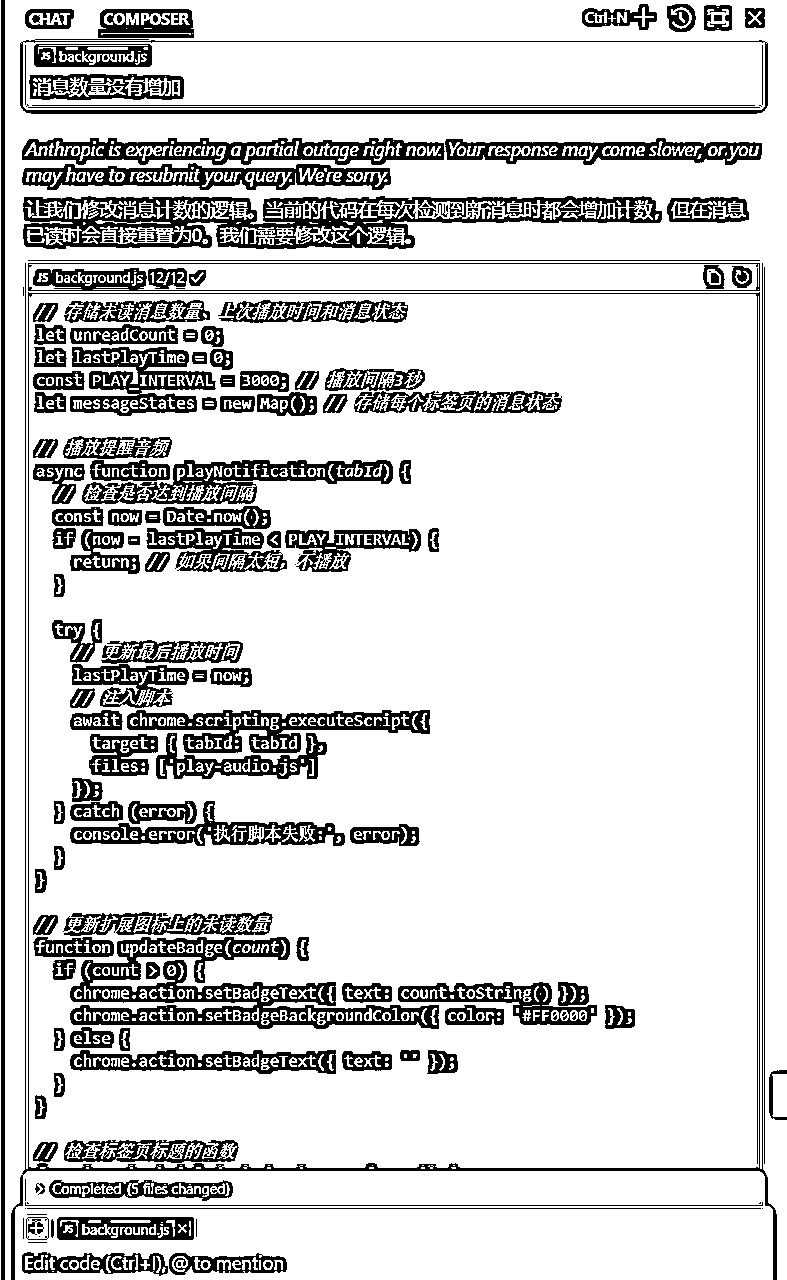 CHAT COMPOSER Ctrl+N
JS background.js
消息数量没有增加
Anthropic is experiencing a partial outage right now. Your response may come slower, or you
may have to resubmit your query. We're sorry.
让我们修改消息计数的逻辑。当前的代码在每次检测到新消息时都会增加计数，但在消息
已读时会直接重置为0。我们需要修改这个逻辑。
JS background.js 12/12
// 存储未读消息数量、上次播放时间和消息状态
let unreadCount = 0;
let lastPlayTime = 0;
const PLAY_INTERVAL = 3000; // 播放间隔3秒
let messageStates = new Map(); // 存储每个标签页的消息状态
// 播放提醒音频
async function playNotification(tabId) {
// 检查是否达到播放间隔
const now = Date.now();
if (now - lastPlayTime < PLAY_INTERVAL) {
return; // 如果间隔太短，不播放
}
try {
// 更新最后播放时间
lastPlayTime = now;
// 注入脚本
await chrome.scripting.executeScript({
target: { tabId: tabId },
files: ['play-audio.js']
});
} catch (error) {
console.error('执行脚本失败:', error);
}
}
// 更新扩展图标上的未读数量
function updateBadge(count) {
if (count > 0) {
chrome.action.setBadgeText({ text: count.toString() });
chrome.action.setBadgeBackgroundColor({ color: '#FF0000' });
} else {
chrome.action.setBadgeText({ text: '' });
}
}
// 检查标签页标题的函数
Completed (5 files changed)
JS background.js
Edit code (Ctrl+I), @ to mention